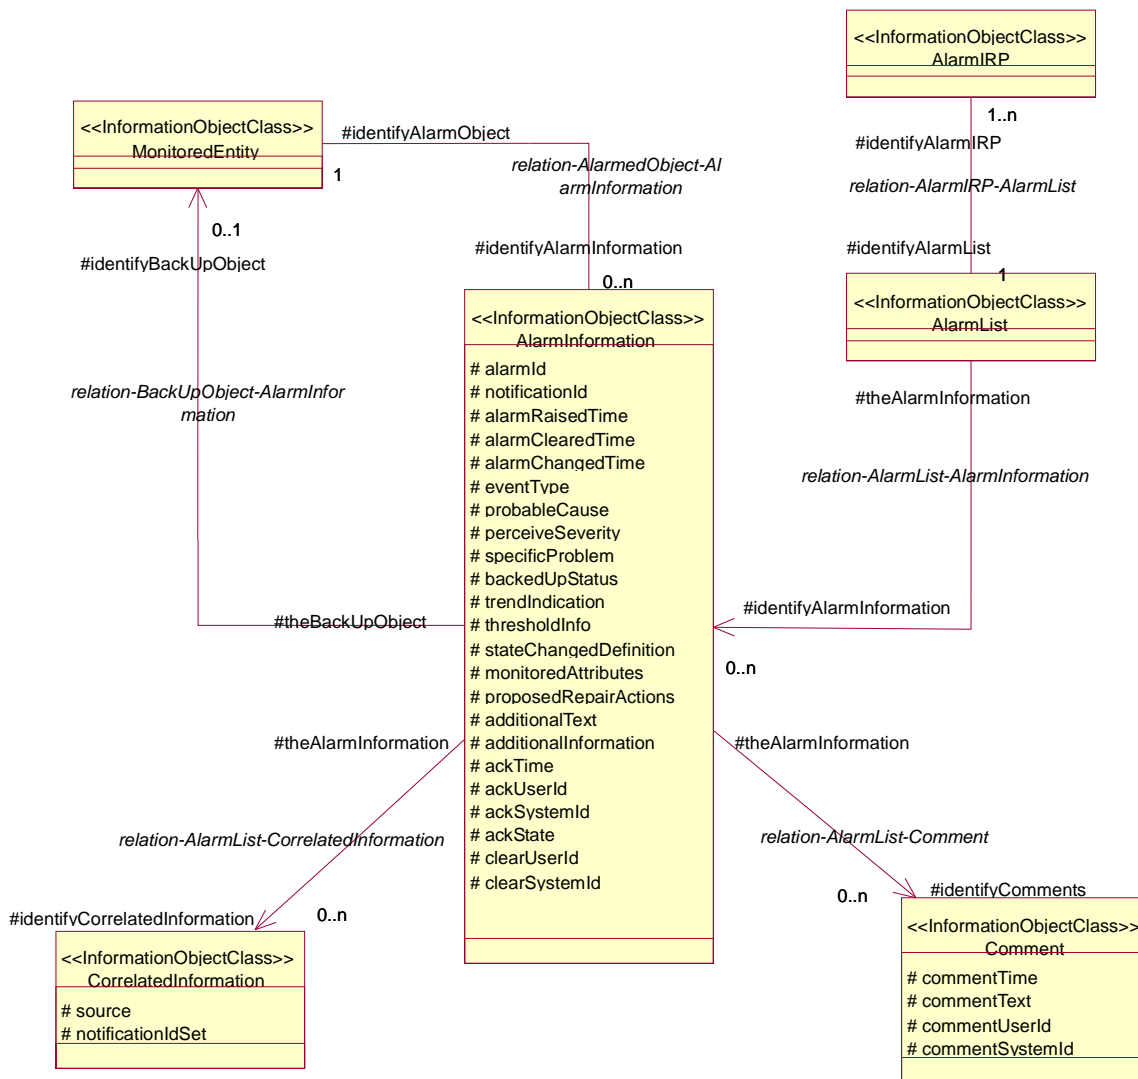 <<InformationObjectClass>>
AlarmIRP
1..n
#identifyAlarmIRP
relation-AlarmIRP-AlarmList
#identifyAlarmList
1
<<InformationObjectClass>>
AlarmList
#theAlarmInformation
relation-AlarmList-AlarmInformation
#identifyAlarmInformation
0..n
<<InformationObjectClass>>
MonitoredEntity
1
#identifyAlarmObject
relation-AlarmedObject-Al
armInformation
#identifyAlarmInformation
0..n
0..1
#identifyBackUpObject
relation-BackUpObject-AlarmInfor
mation
#theBackUpObject
<<InformationObjectClass>>
AlarmInformation
# alarmId
# notificationId
# alarmRaisedTime
# alarmClearedTime
# alarmChangedTime
# eventType
# probableCause
# perceiveSeverity
# specificProblem
# backedUpStatus
# trendIndication
# thresholdInfo
# stateChangedDefinition
# monitoredAttributes
# proposedRepairActions
# additionalText
# additionalInformation
# ackTime
# ackUserId
# ackSystemId
# ackState
# clearUserId
# clearSystemId
#theAlarmInformation
relation-AlarmList-CorrelatedInformation
#identifyCorrelatedInformation
0..n
<<InformationObjectClass>>
CorrelatedInformation
# source
# notificationIdSet
#theAlarmInformation
relation-AlarmList-Comment
0..n
#identifyComments
<<InformationObjectClass>>
Comment
# commentTime
# commentText
# commentUserId
# commentSystemId